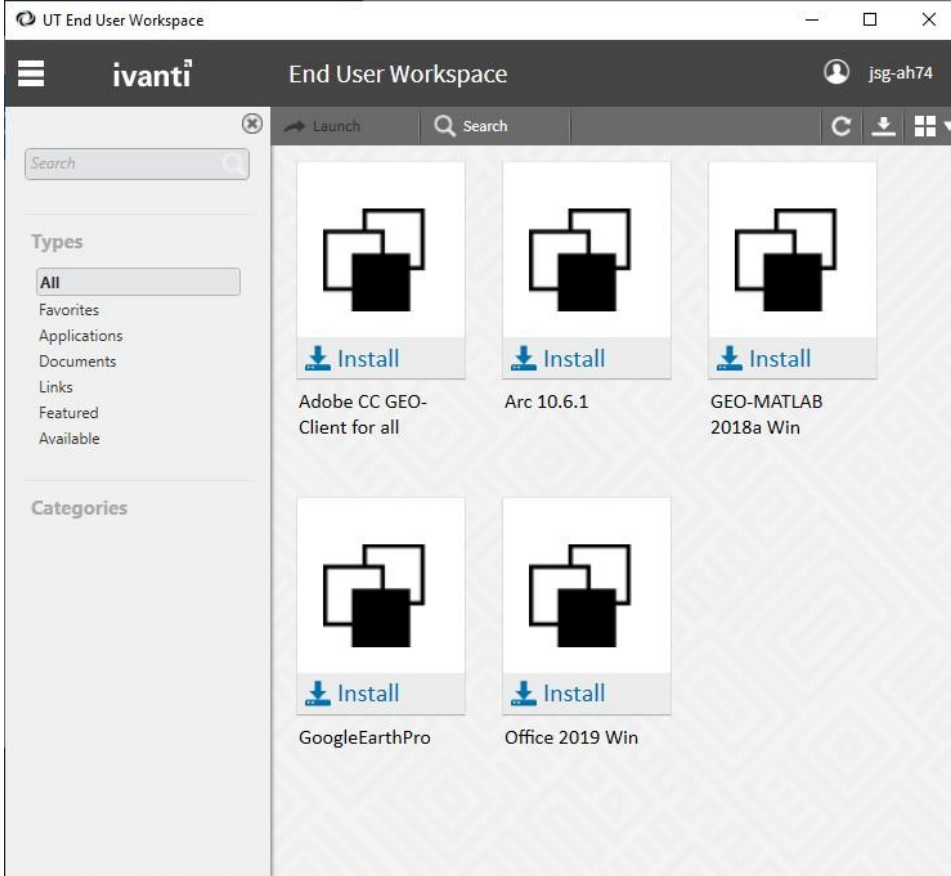 UT End User Workspace
ivanti
End User Workspace
jsg-ah74
Launch
Search
Search
Types
All
Favorites
Applications
Documents
Links
Featured
Available
Categories
Install
Install
Install
Adobe CC GEO-
Client for all
Arc 10.6.1
GEO-MATLAB
2018a Win
Install
Install
GoogleEarthPro
Office 2019 Win